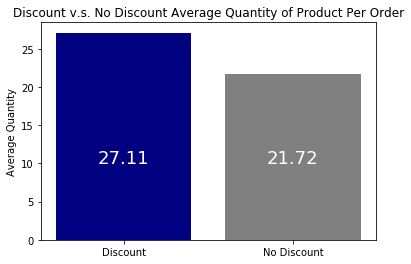 Discount v.s. No Discount Average Quantity of Product Per Order
Average Quantity
25
20
15
10
5
0
27.11
21.72
Discount
No Discount